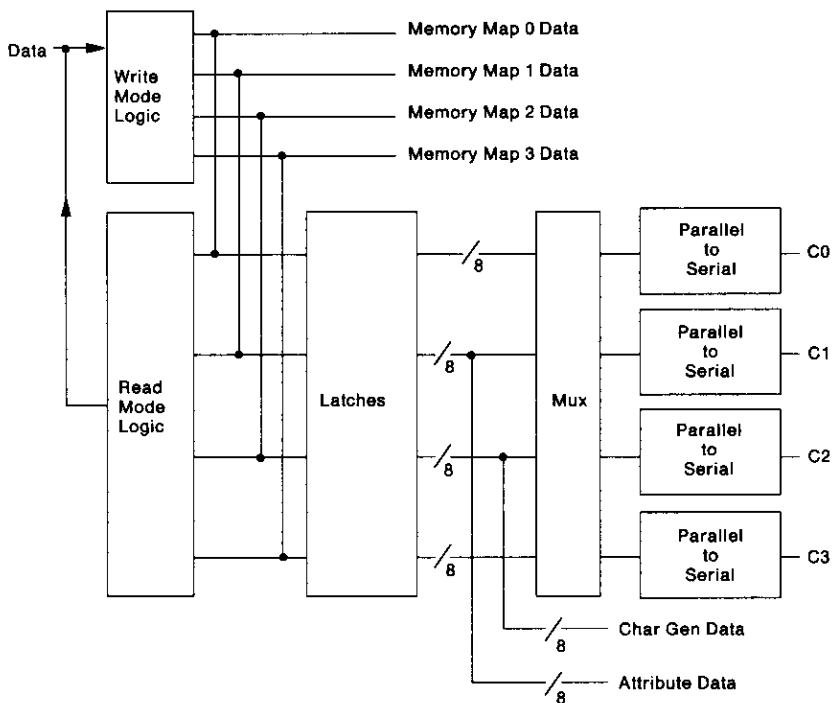 Memory Map 0 Data
Data
Write
Mode
Logic
Memory Map 1 Data
Memory Map 2 Data
Memory Map 3 Data
Read
Mode
Logic
Latches
8
8
8
8
Mux
Parallel
to
Serial
C0
Parallel
to
Serial
C1
Parallel
to
Serial
C2
Parallel
to
Serial
C3
8
Char Gen Data
8
Attribute Data